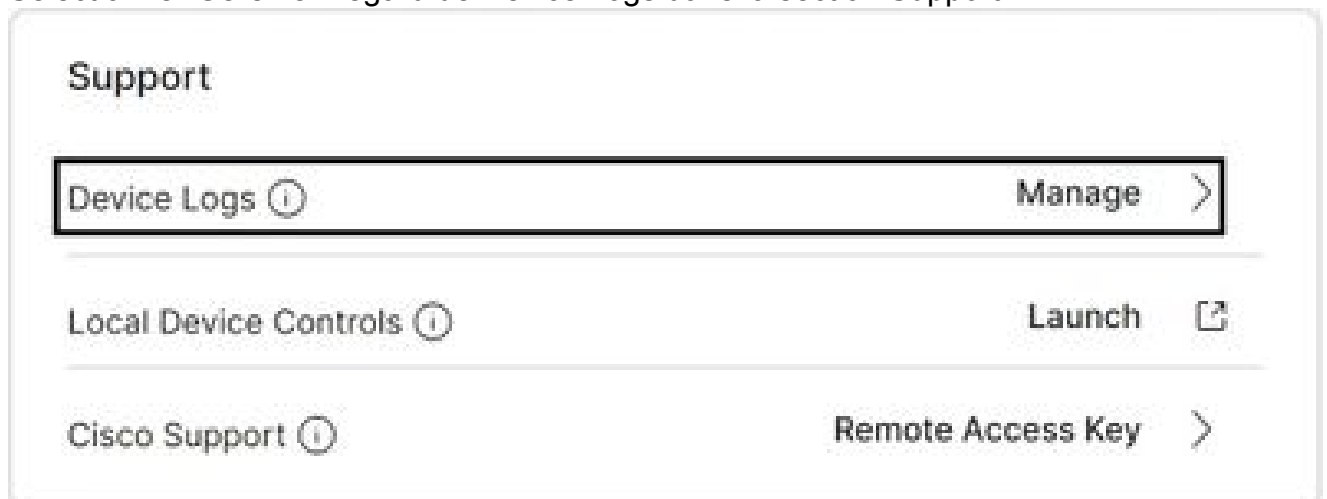 Support
Device Logs Manage
Local Device Controls Launch
Cisco Support Remote Access Key